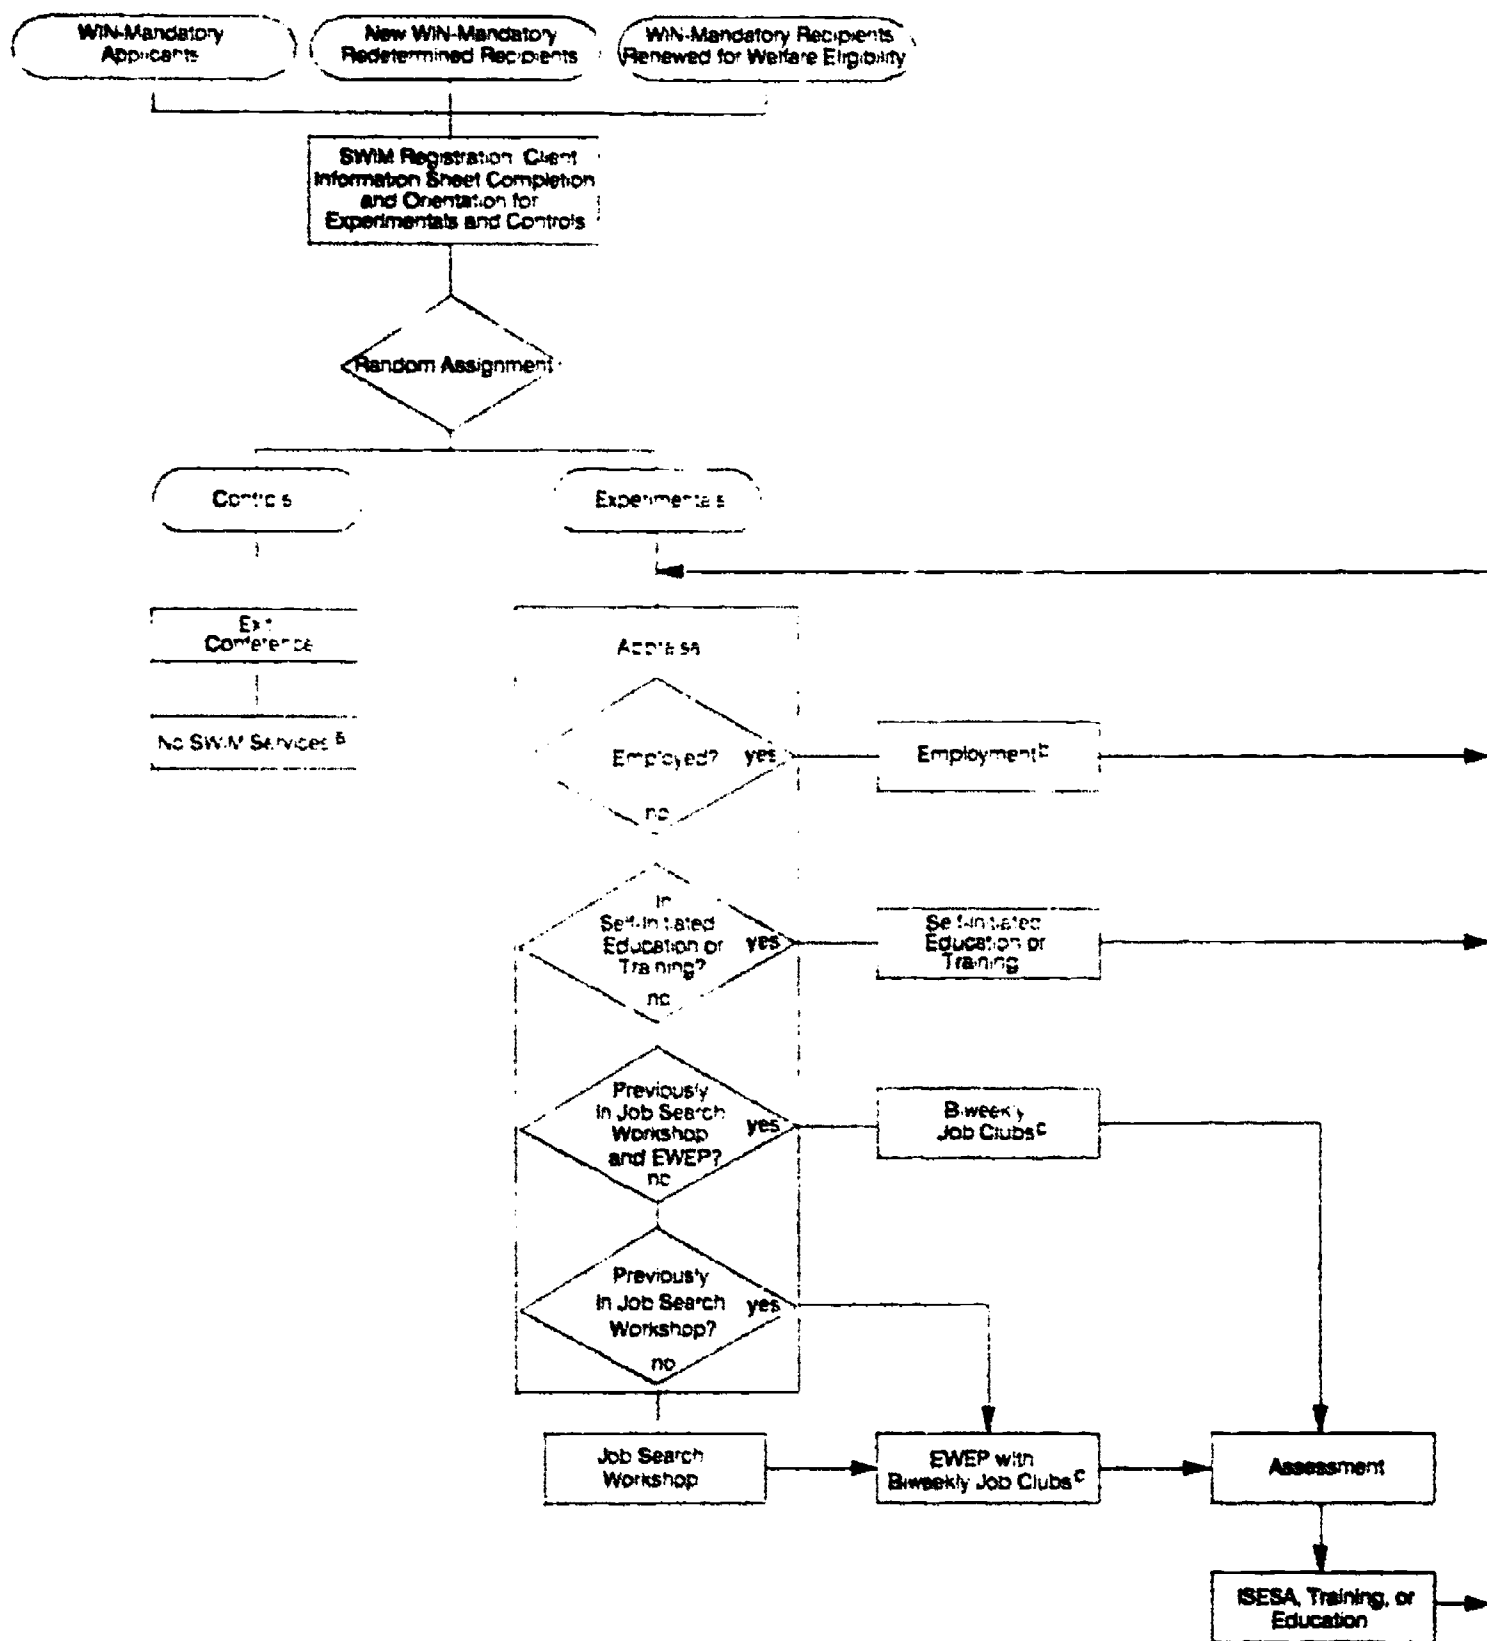 WIN-Mandatory
Applicants
New WIN-Mandatory
Redetermined Recipients
WIN-Mandatory Recipients
Renewed for Welfare Eligibility
SWIM Registration Client
Information Sheet Completion
and Orientation for
Experimentals and Controls
Random Assignment
Controls
Experimentals
Exit
Conference
Appraisal
No SWIM Services a
Employed?
yes
no
Employment b
In
Self-Initiated
Education or
Training?
yes
no
Self-Initiated
Education or
Training
Previously
in Job Search
Workshop
and EWEP?
yes
no
Biweekly
Job Clubs c
Previously
in Job Search
Workshop?
yes
no
Job Search
Workshop
EWEP with
Biweekly Job Clubs c
Assessment
ISESA, Training, or
Education